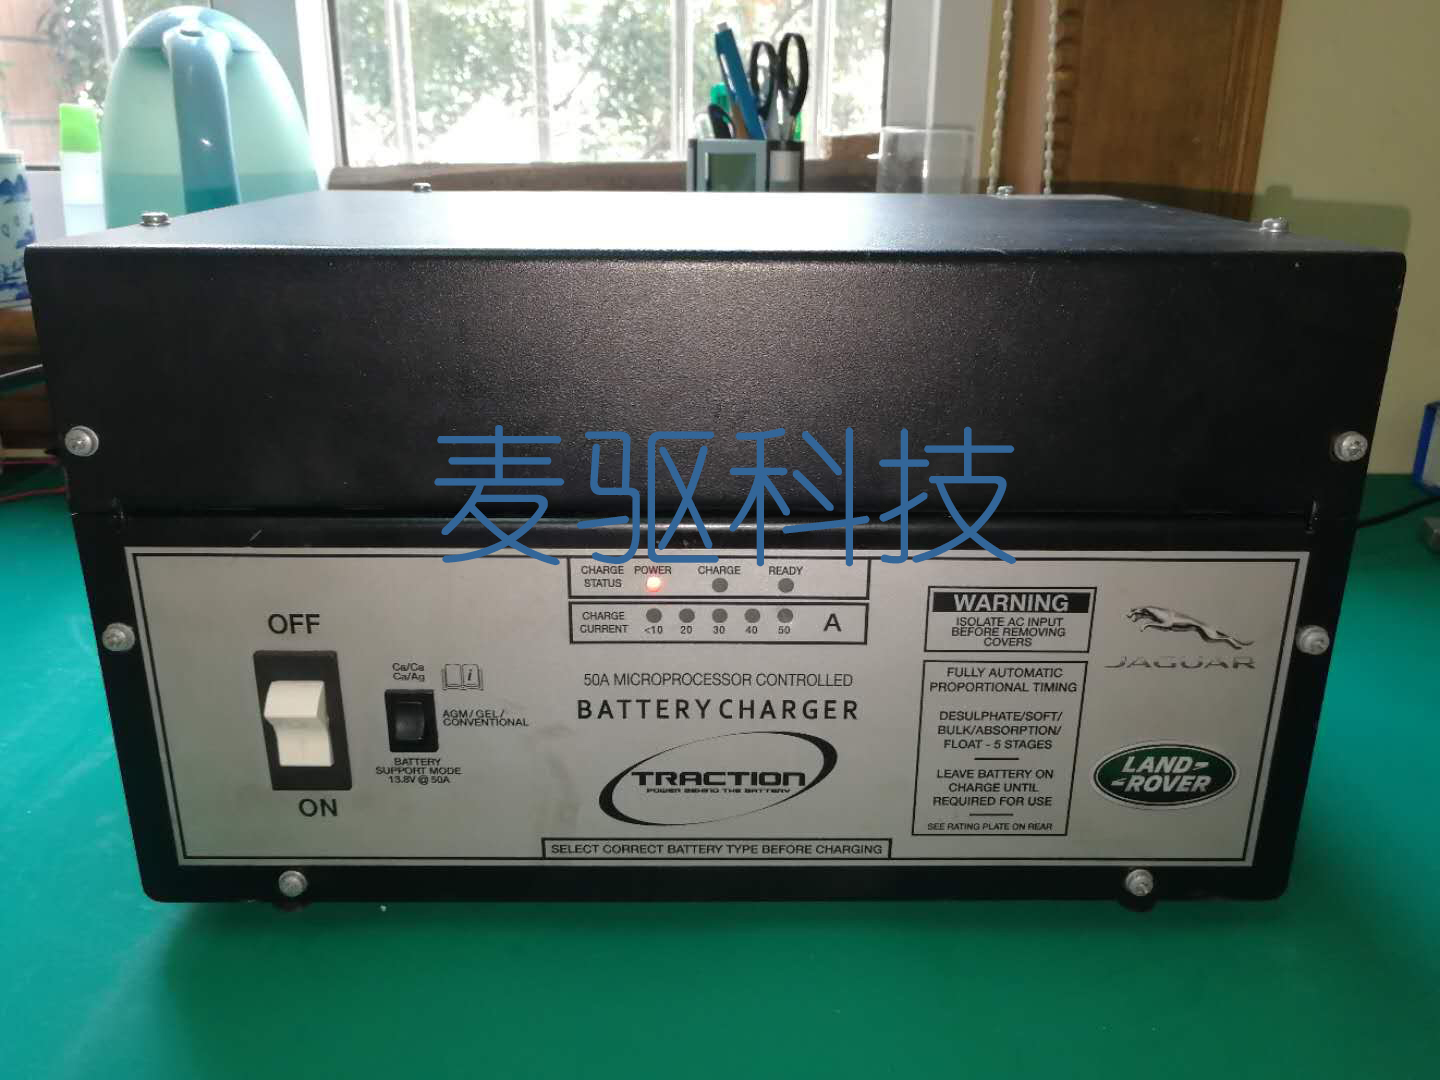 麦驱科技
CHARGE STATUS POWER CHARGE READY
CHARGE CURRENT <10 20 30 40 50 A
OFF
ON
Ca/Ca
Ca/Ag
AGM/GEL/
CONVENTIONAL
BATTERY
SUPPORT MODE
13.8V @ 50A
50A MICROPROCESSOR CONTROLLED
BATTERY CHARGER
TRACTION
POWER BEHIND THE BATTERY
SELECT CORRECT BATTERY TYPE BEFORE CHARGING
WARNING
ISOLATE AC INPUT
BEFORE REMOVING
COVERS
FULLY AUTOMATIC
PROPORTIONAL TIMING
DESULPHATE/SOFT/
BULK/ABSORPTION/
FLOAT - 5 STAGES
LEAVE BATTERY ON
CHARGE UNTIL
REQUIRED FOR USE
SEE RATING PLATE ON REAR
JAGUAR
LAND-
-ROVER